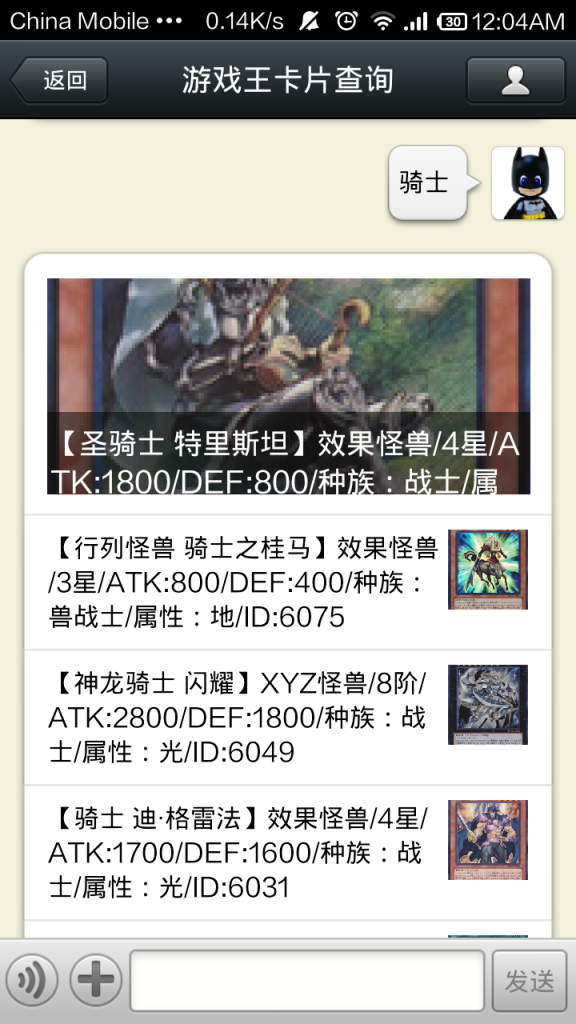 China Mobile ••• 0.14K/s 30 12:04AM
返回 游戏王卡片查询
骑士
【圣骑士 特里斯坦】效果怪兽/4星/A
TK:1800/DEF:800/种族：战士/属
【行列怪兽 骑士之桂马】效果怪兽
/3星/ATK:800/DEF:400/种族：
兽战士/属性：地/ID:6075
【神龙骑士 闪耀】XYZ怪兽/8阶/
ATK:2800/DEF:1800/种族：战
士/属性：光/ID:6049
【骑士 迪·格雷法】效果怪兽/4星/
ATK:1700/DEF:1600/种族：战
士/属性：光/ID:6031
发送